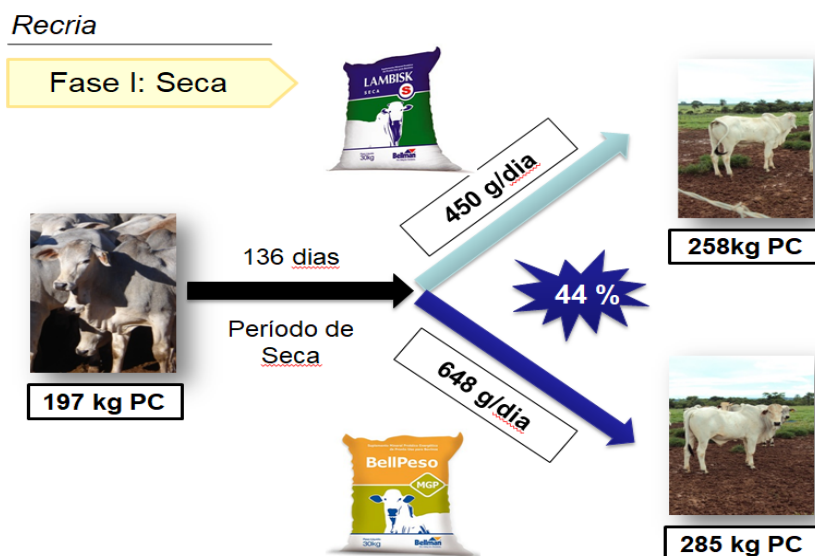 Recria
Fase I: Seca
LAMBISK
SECA
S
30kg
Bellman
450 g/dia
258kg PC
136 dias
Período de
Seca
44 %
197 kg PC
648 g/dia
BellPeso
MGP
30kg
Bellman
285 kg PC